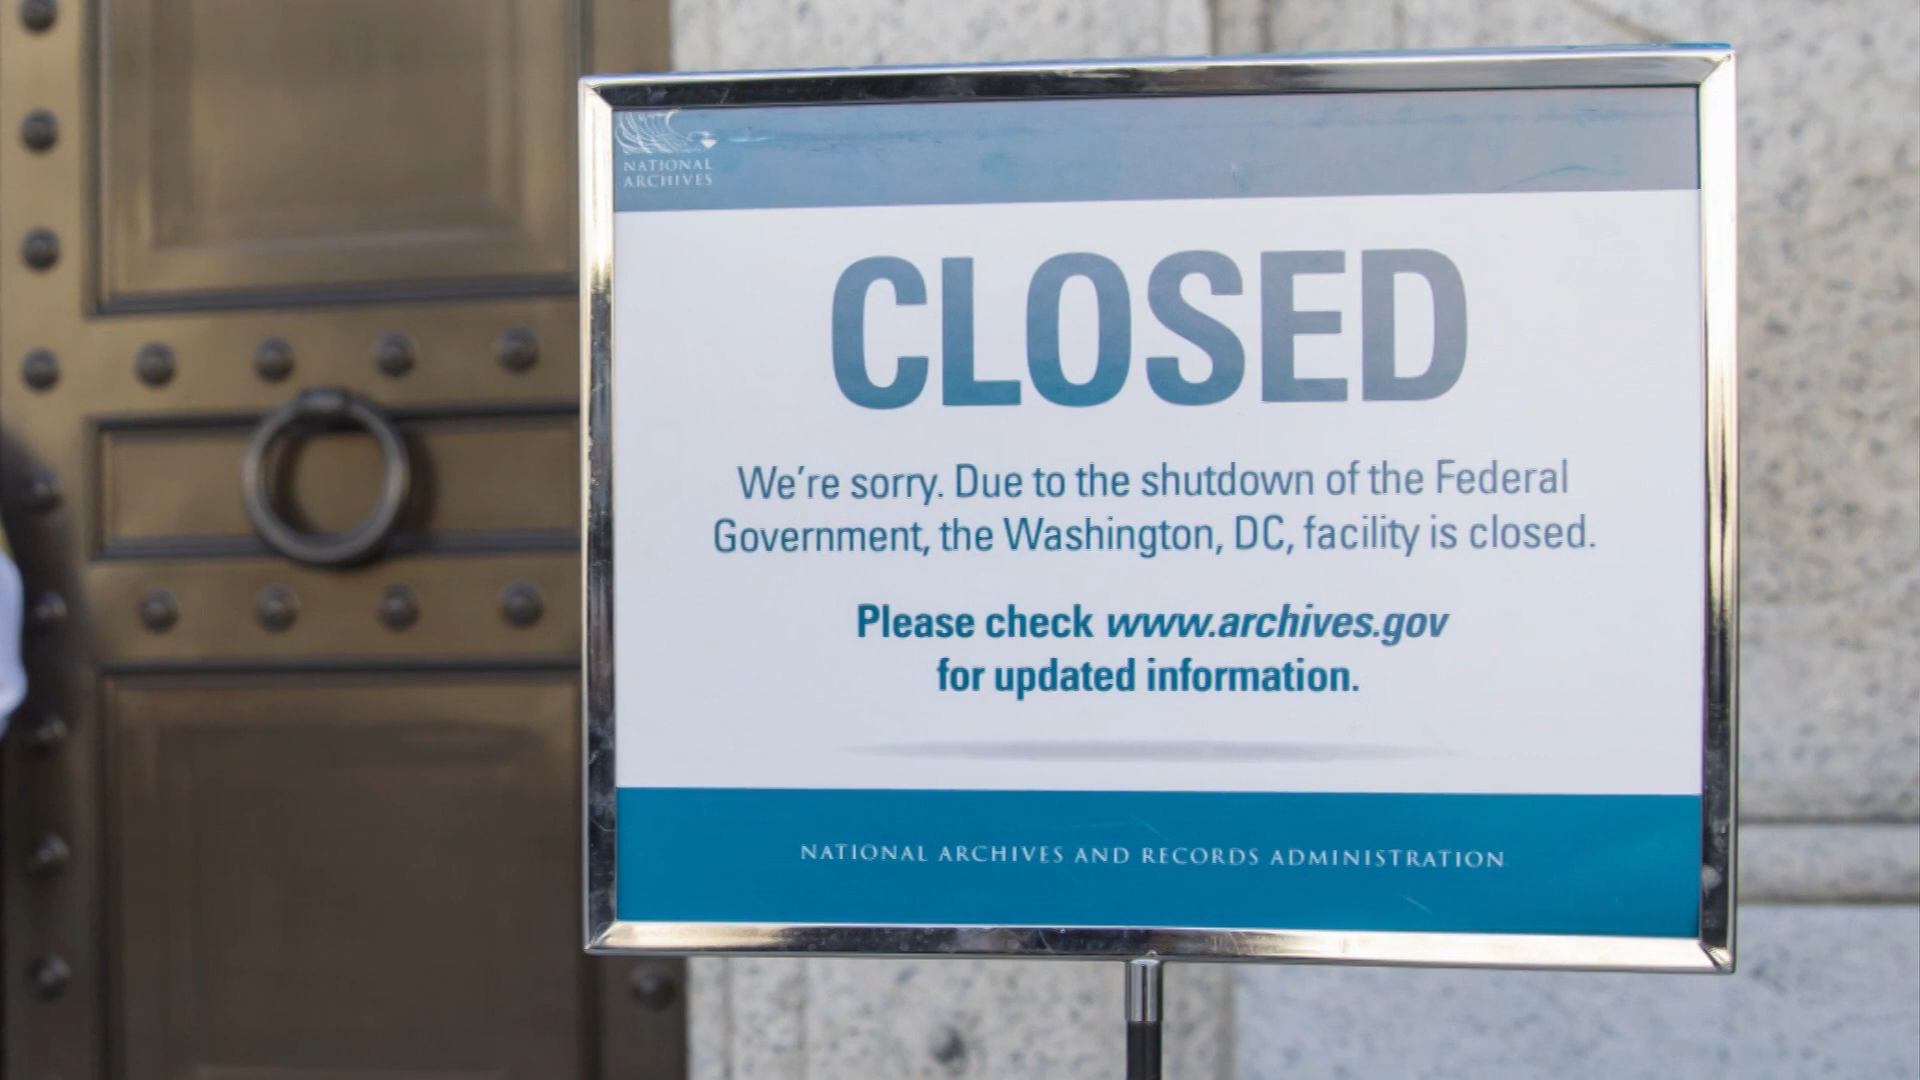 NATIONAL
ARCHIVES
CLOSED
We're sorry. Due to the shutdown of the Federal
Government, the Washington, DC, facility is closed.
Please check www.archives.gov
for updated information.
NATIONAL ARCHIVES AND RECORDS ADMINISTRATION